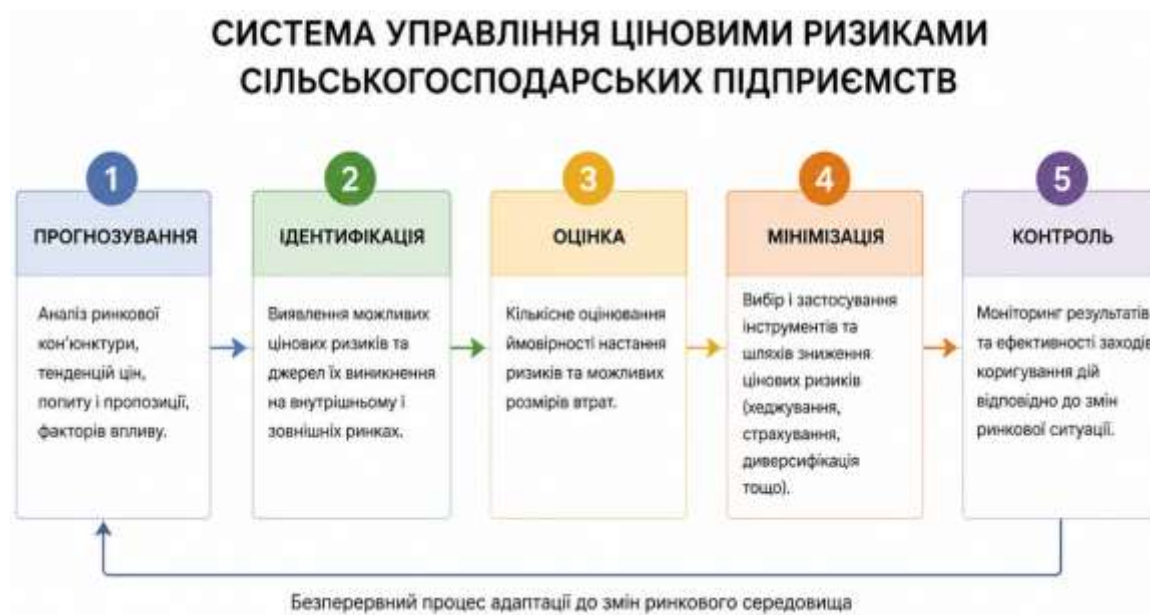 СИСТЕМА УПРАВЛІННЯ ЦІНОВИМИ РИЗИКАМИ
СІЛЬСЬКОГОСПОДАРСЬКИХ ПІДПРИЄМСТВ
1
ПРОГНОЗУВАННЯ
Аналіз ринкової
кон'юнктури,
тенденцій цін,
попиту і пропозиції,
факторів впливу.
2
ІДЕНТИФІКАЦІЯ
Виявлення можливих
цінових ризиків та
джерел їх виникнення
на внутрішньому і
зовнішніх ринках.
3
ОЦІНКА
Кількісне оцінювання
ймовірності настання
ризиків та можливих
розмірів втрат.
4
МІНІМІЗАЦІЯ
Вибір і застосування
інструментів та
шляхів зниження
цінових ризиків
(хеджування,
страхування,
диверсифікація
тощо).
5
КОНТРОЛЬ
Моніторинг результатів
та ефективності заходів
коригування дій
відповідно до змін
ринкової ситуації.
Безперервний процес адаптації до змін ринкового середовища